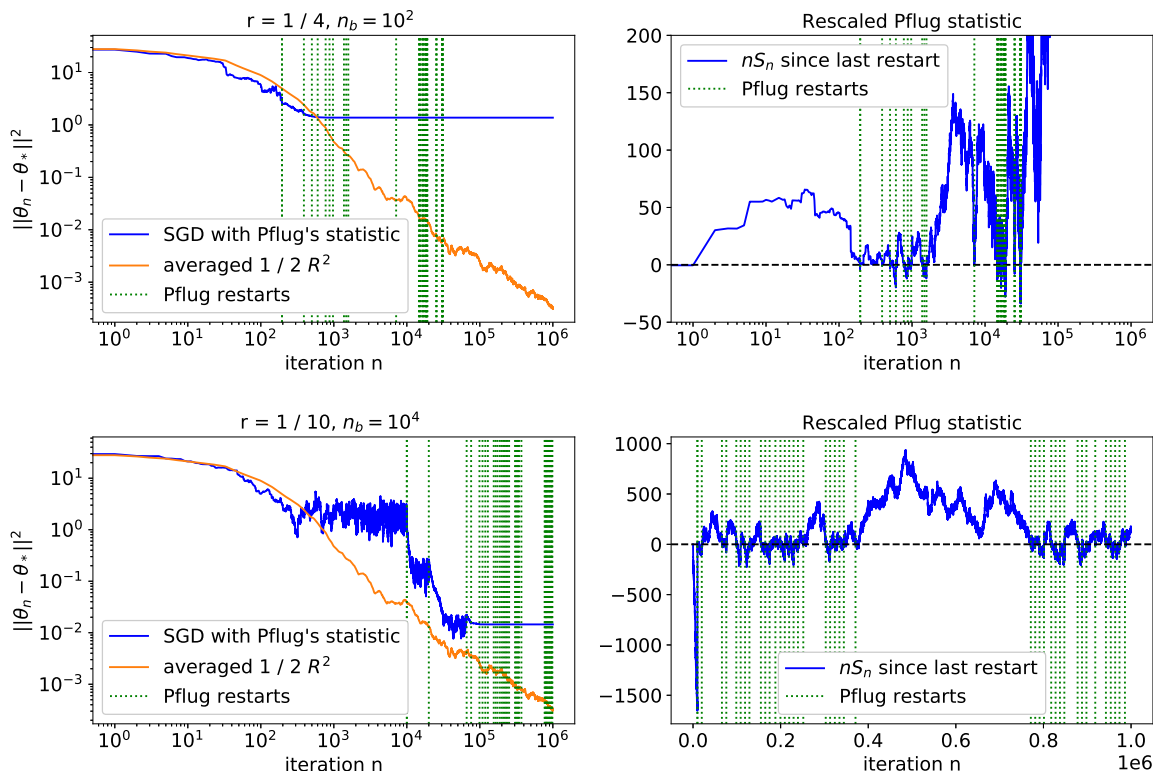 r = 1 / 4, n_b = 10^2
||θ_n − θ_*||^2
10^1
10^0
10^−1
10^−2
10^−3
SGD with Pflug's statistic
averaged 1 / 2 R^2
Pflug restarts
10^0 10^1 10^2 10^3 10^4 10^5 10^6
iteration n
Rescaled Pflug statistic
200
150
100
50
0
−50
nS_n since last restart
Pflug restarts
10^0 10^1 10^2 10^3 10^4 10^5 10^6
iteration n
r = 1 / 10, n_b = 10^4
||θ_n − θ_*||^2
10^1
10^0
10^−1
10^−2
10^−3
SGD with Pflug's statistic
averaged 1 / 2 R^2
Pflug restarts
10^0 10^1 10^2 10^3 10^4 10^5 10^6
iteration n
Rescaled Pflug statistic
1000
500
0
−500
−1000
−1500
nS_n since last restart
Pflug restarts
0.0 0.2 0.4 0.6 0.8 1.0
1e6
iteration n